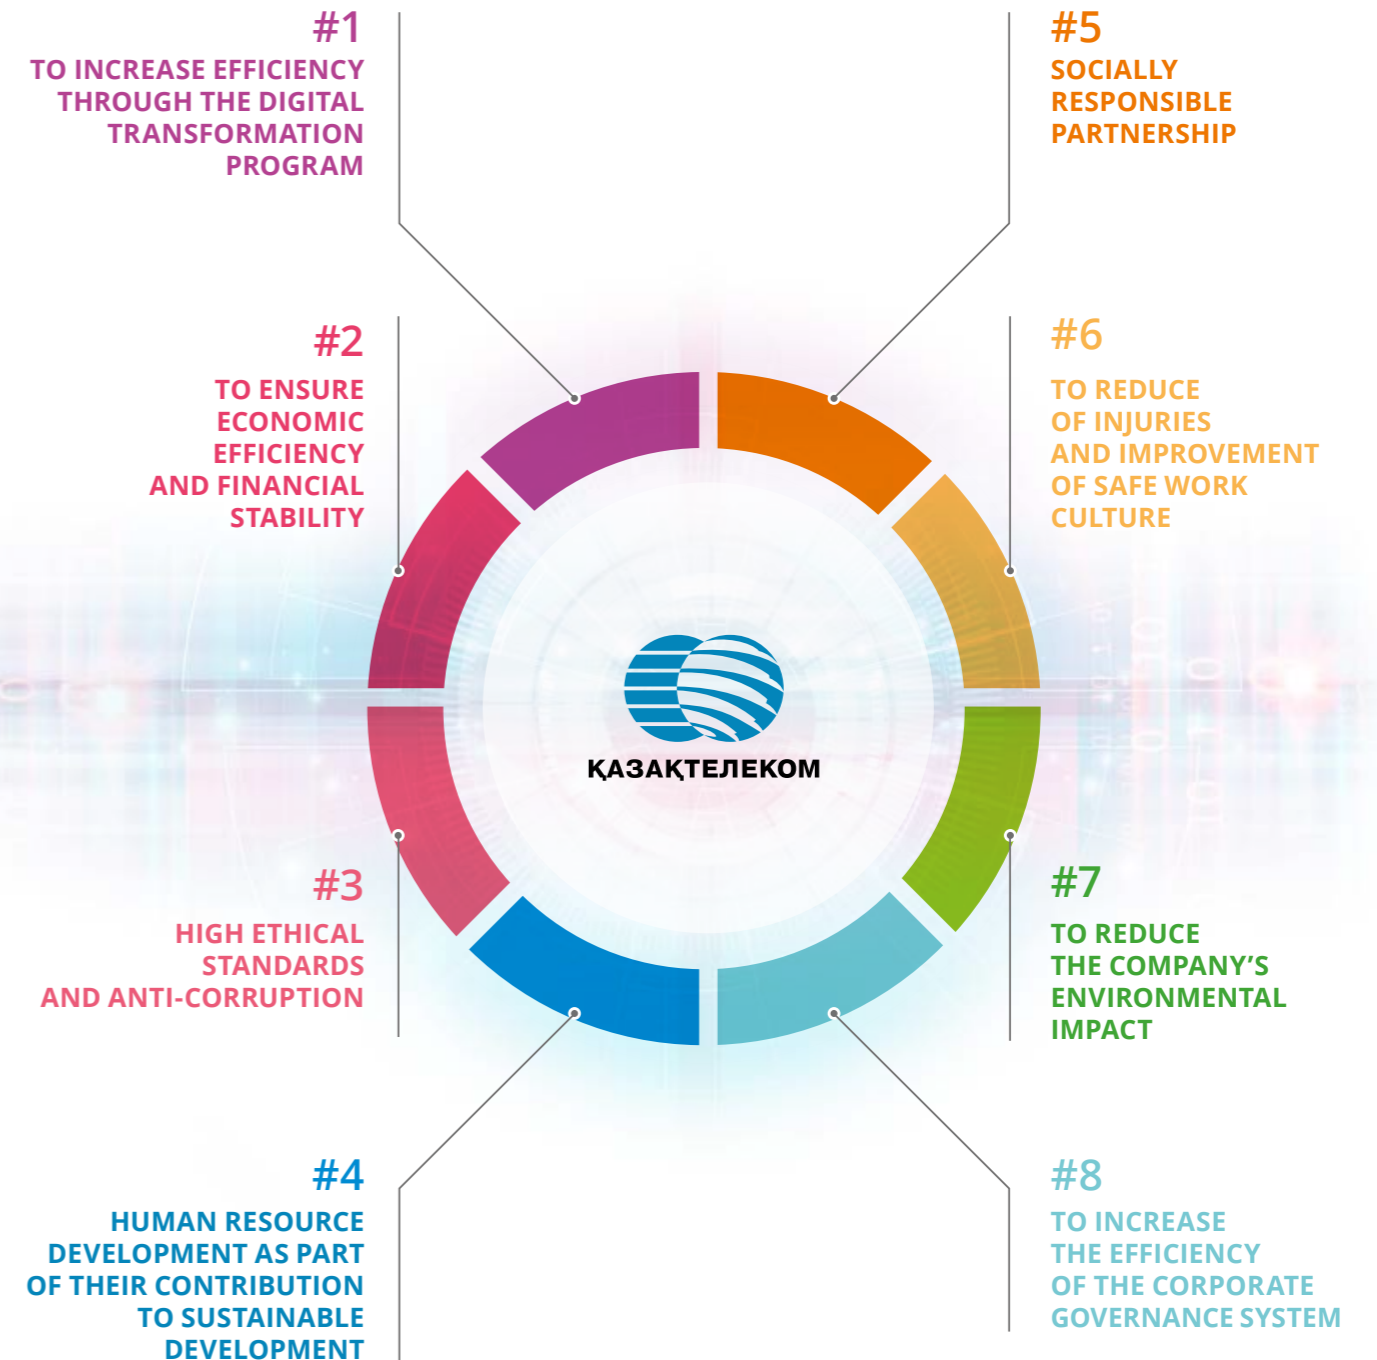 #1
TO INCREASE EFFICIENCY
THROUGH THE DIGITAL
TRANSFORMATION
PROGRAM
#2
TO ENSURE
ECONOMIC
EFFICIENCY
AND FINANCIAL
STABILITY
#3
HIGH ETHICAL
STANDARDS
AND ANTI-CORRUPTION
#4
HUMAN RESOURCE
DEVELOPMENT AS PART
OF THEIR CONTRIBUTION
TO SUSTAINABLE
DEVELOPMENT
ҚАЗАҚТЕЛЕКОМ
#5
SOCIALLY
RESPONSIBLE
PARTNERSHIP
#6
TO REDUCE
OF INJURIES
AND IMPROVEMENT
OF SAFE WORK
CULTURE
#7
TO REDUCE
THE COMPANY’S
ENVIRONMENTAL
IMPACT
#8
TO INCREASE
THE EFFICIENCY
OF THE CORPORATE
GOVERNANCE SYSTEM